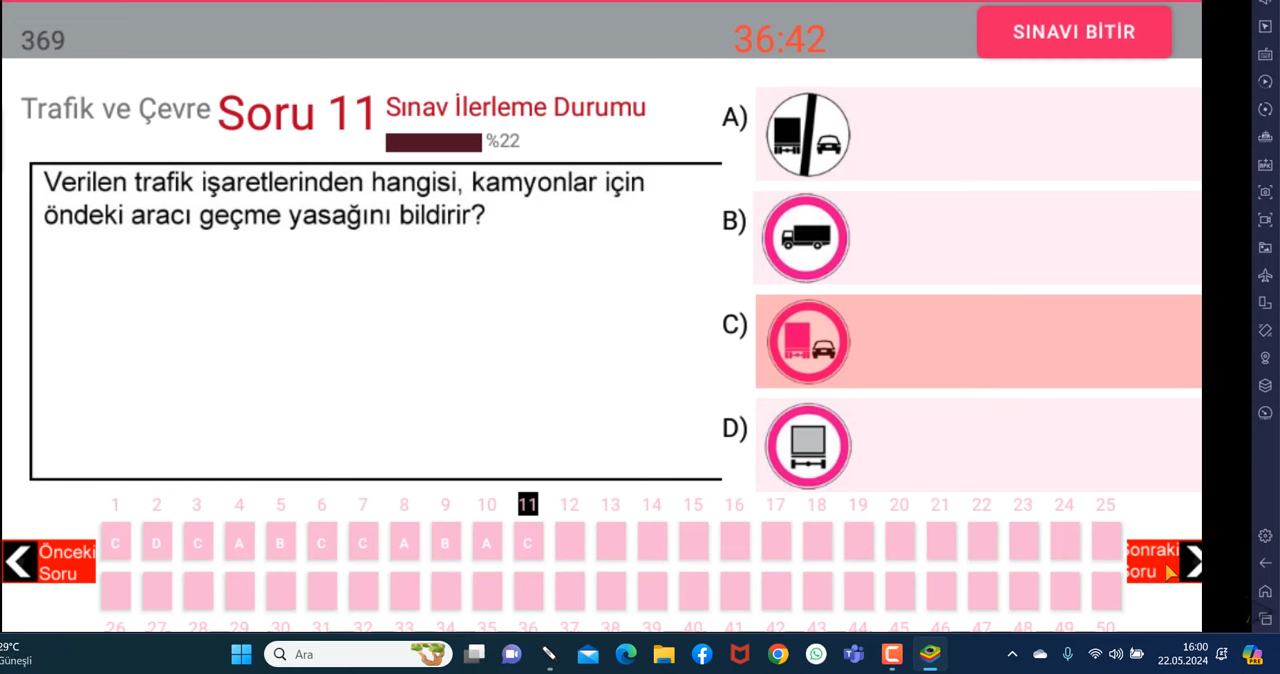 369
36:42
SINAVI BİTİR
Trafik ve Çevre
Soru 11
Sınav İlerleme Durumu
%22
Verilen trafik işaretlerinden hangisi, kamyonlar için
öndeki aracı geçme yasağını bildirir?
A)
B)
C)
D)
1 2 3 4 5 6 7 8 9 10 11 12 13 14 15 16 17 18 19 20 21 22 23 24 25
C D C A B C C A B A C
Önceki
Soru
Sonraki
Soru
26 27 28 29 30 31 32 33 34 35 36 37 38 39 40 41 42 43 44 45 46 47 48 49 50
29°C
Güneşli
Ara
16:00
22.05.2024
PRE